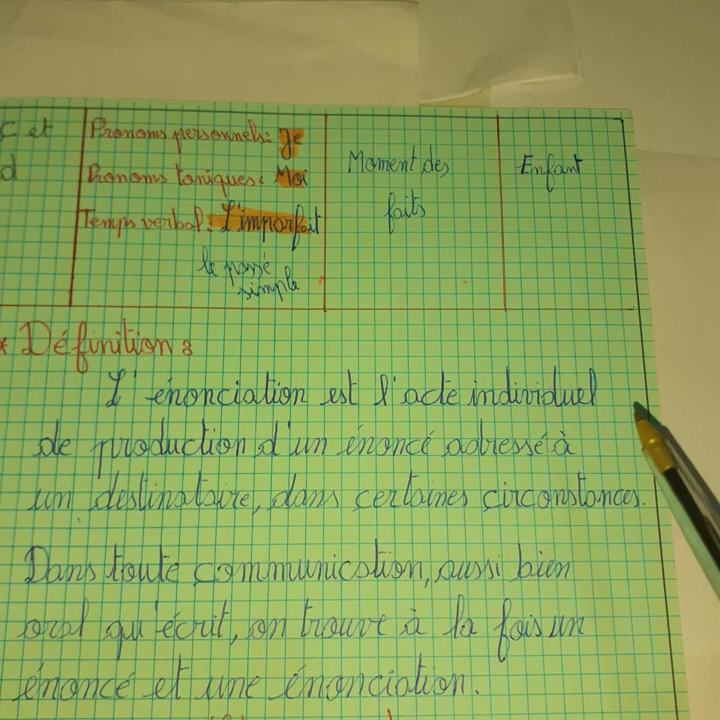 c et
d
Pronoms personnels: Je
Pronoms toniques: Moi
Temps verbal: L'imparfait
le passé
simple
Moment des
faits
Enfant
* Définition :
L'énonciation est l'acte individuel
de production d'un énoncé adressé à
un destinataire, dans certaines circonstances.
Dans toute communication, aussi bien
oral qu'écrit, on trouve à la fois un
énoncé et une énonciation.